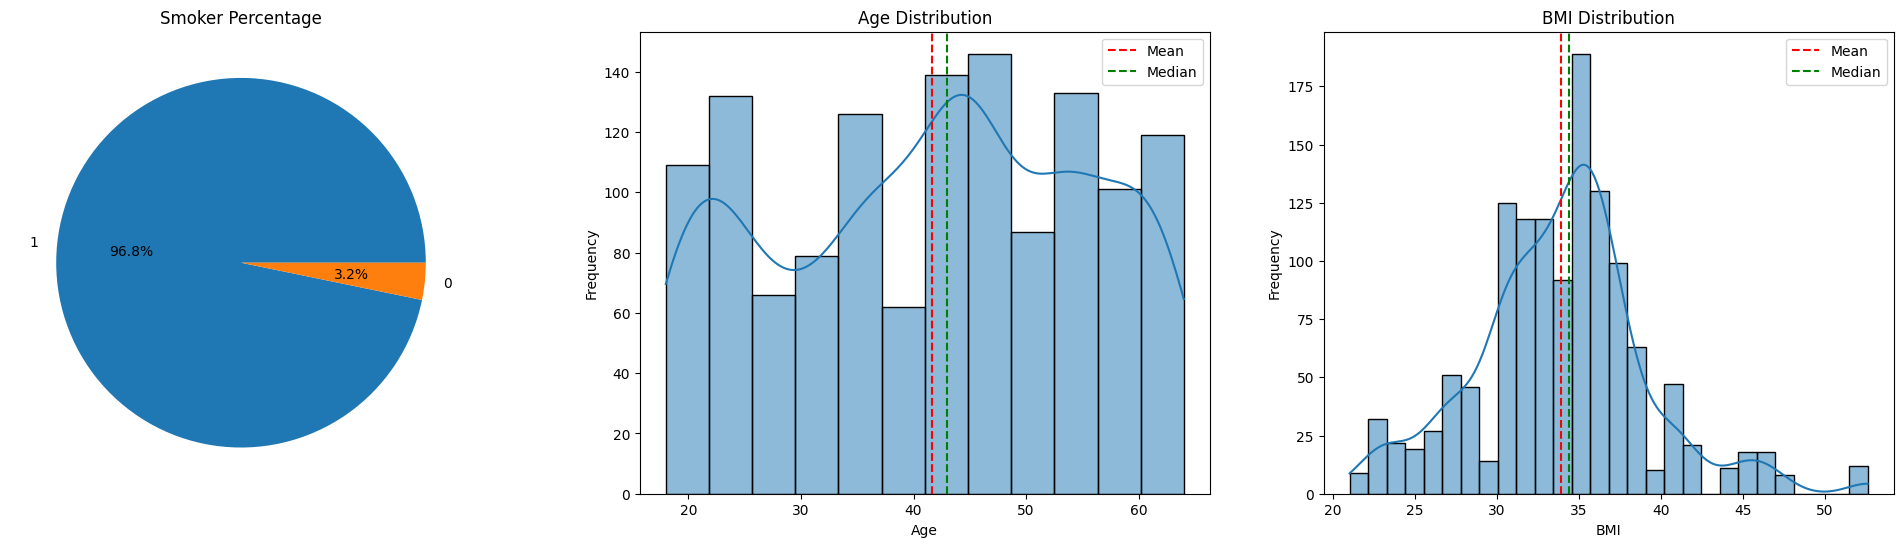 Smoker Percentage
1
96.8%
3.2%
0
Age Distribution
Mean
Median
Frequency
140
120
100
80
60
40
20
0
20 30 40 50 60
Age
BMI Distribution
Mean
Median
Frequency
175
150
125
100
75
50
25
0
20 25 30 35 40 45 50
BMI